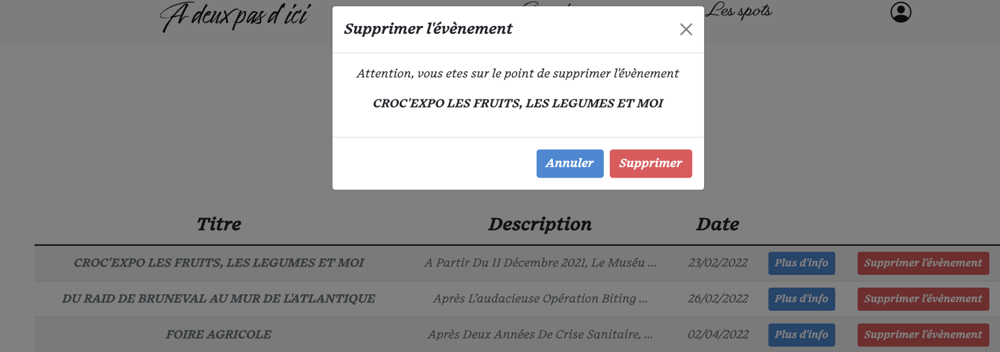 A deux pas d'ici
Les spots
Supprimer l'évènement
Attention, vous etes sur le point de supprimer l'évènement
CROC'EXPO LES FRUITS, LES LEGUMES ET MOI
Annuler Supprimer
Titre Description Date
CROC'EXPO LES FRUITS, LES LEGUMES ET MOI A Partir Du 11 Décembre 2021, Le Muséu ... 23/02/2022 Plus d'info Supprimer l'évènement
DU RAID DE BRUNEVAL AU MUR DE L'ATLANTIQUE Après L'audacieuse Opération Biting ... 26/02/2022 Plus d'info Supprimer l'évènement
FOIRE AGRICOLE Après Deux Années De Crise Sanitaire, ... 02/04/2022 Plus d'info Supprimer l'évènement